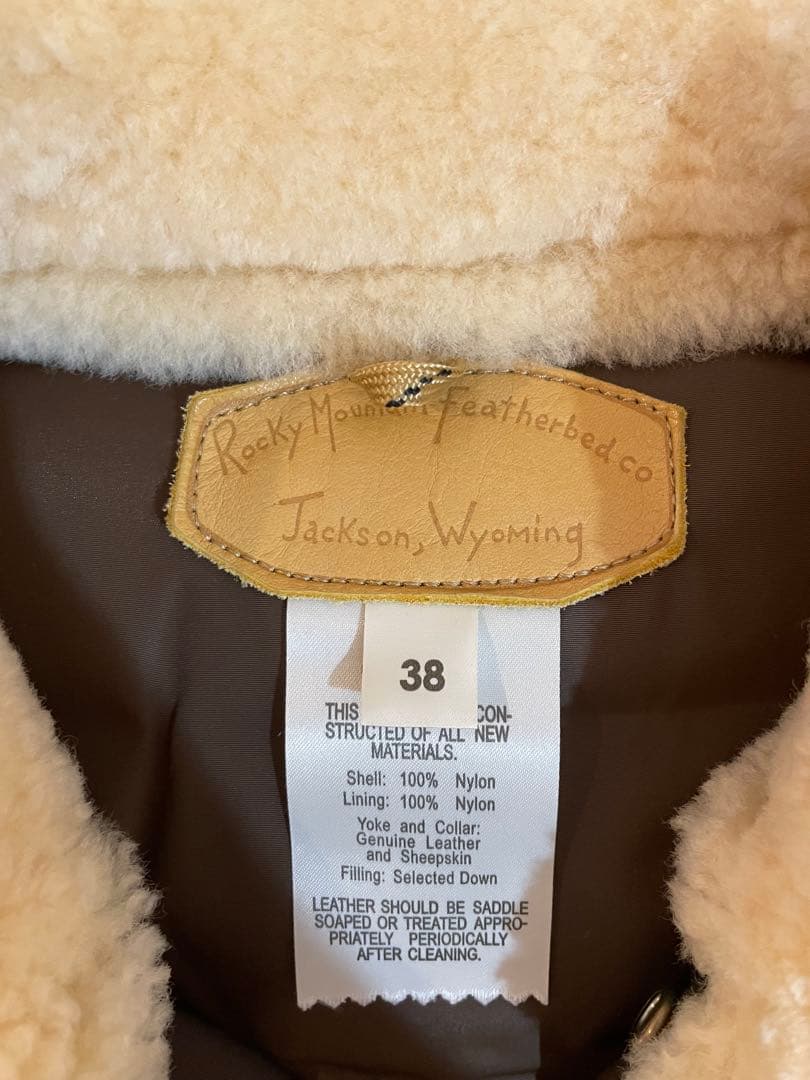 Rocky Mountain Featherbed co
Jackson, Wyoming
38
THIS CON-
STRUCTED OF ALL NEW
MATERIALS.
Shell: 100% Nylon
Lining: 100% Nylon
Yoke and Collar:
Genuine Leather
and Sheepskin
Filling: Selected Down
LEATHER SHOULD BE SADDLE
SOAPED OR TREATED APPRO-
PRIATELY PERIODICALLY
AFTER CLEANING.